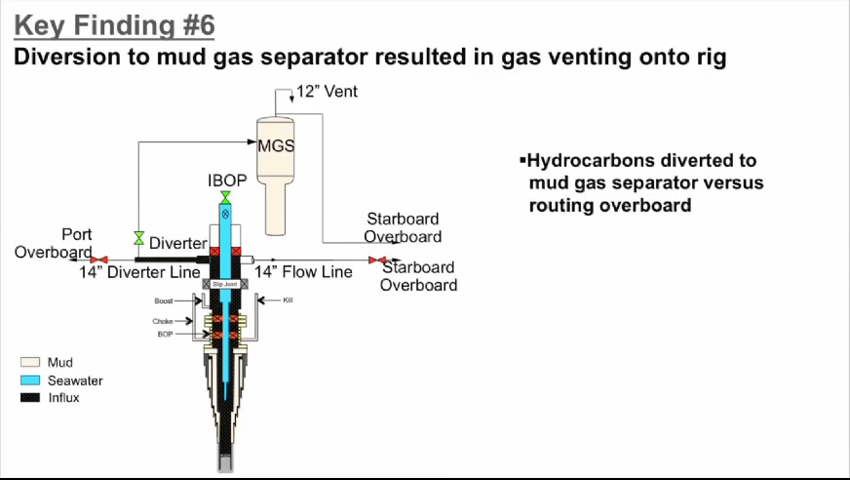 Key Finding #6
Diversion to mud gas separator resulted in gas venting onto rig
12” Vent
MGS
IBOP
▪Hydrocarbons diverted to
mud gas separator versus
routing overboard
Port
Overboard
Diverter
Starboard
Overboard
14” Diverter Line
14” Flow Line
Starboard
Overboard
Slip Joint
Boost
Kill
Choke
BOP
Mud
Seawater
Influx